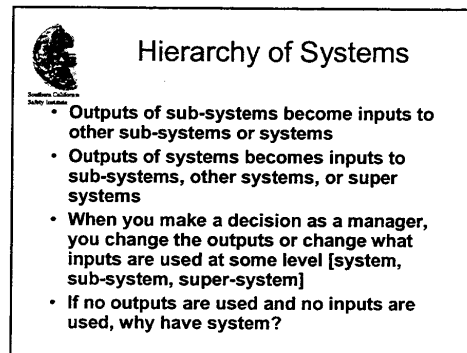 Hierarchy of Systems
Southern California
Safety Institute
• Outputs of sub-systems become inputs to
other sub-systems or systems
• Outputs of systems becomes inputs to
sub-systems, other systems, or super
systems
• When you make a decision as a manager,
you change the outputs or change what
inputs are used at some level [system,
sub-system, super-system]
• If no outputs are used and no inputs are
used, why have system?